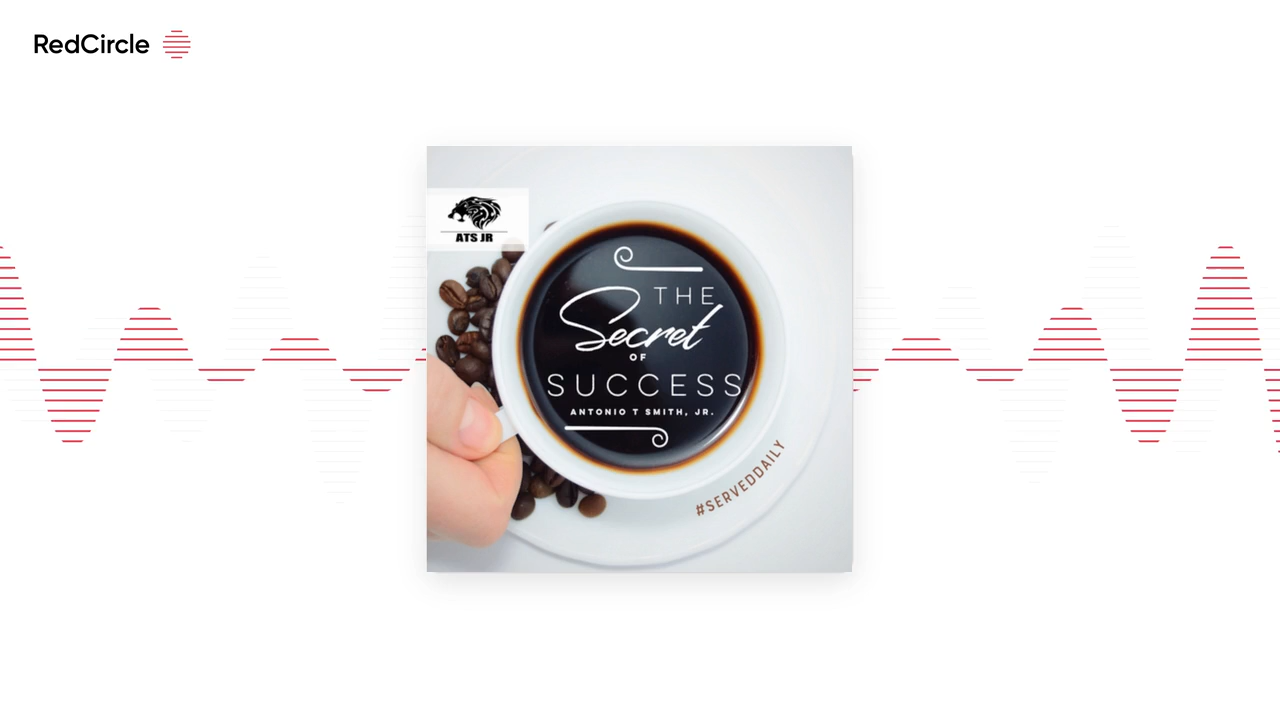 RedCircle
ATS JR
THE
Secret
OF
SUCCESS
ANTONIO T SMITH, JR.
#SERVEDDAILY